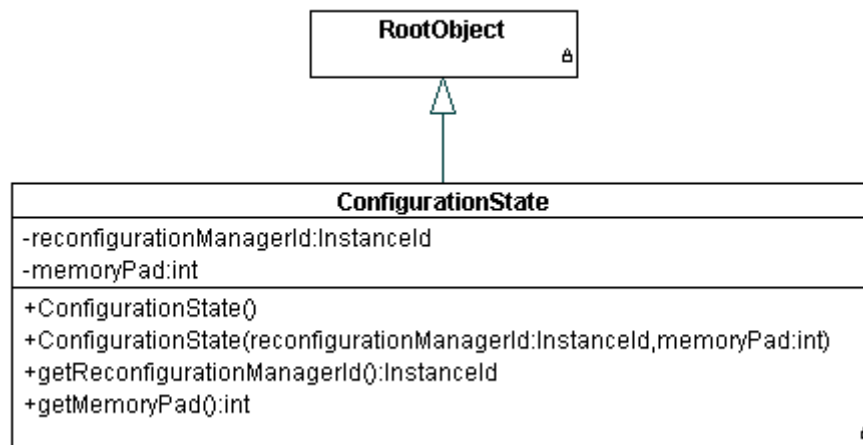 RootObject
ConfigurationState
-reconfigurationManagerId:InstanceId
-memoryPad:int
+ConfigurationState()
+ConfigurationState(reconfigurationManagerId:InstanceId,memoryPad:int)
+getReconfigurationManagerId():InstanceId
+getMemoryPad():int